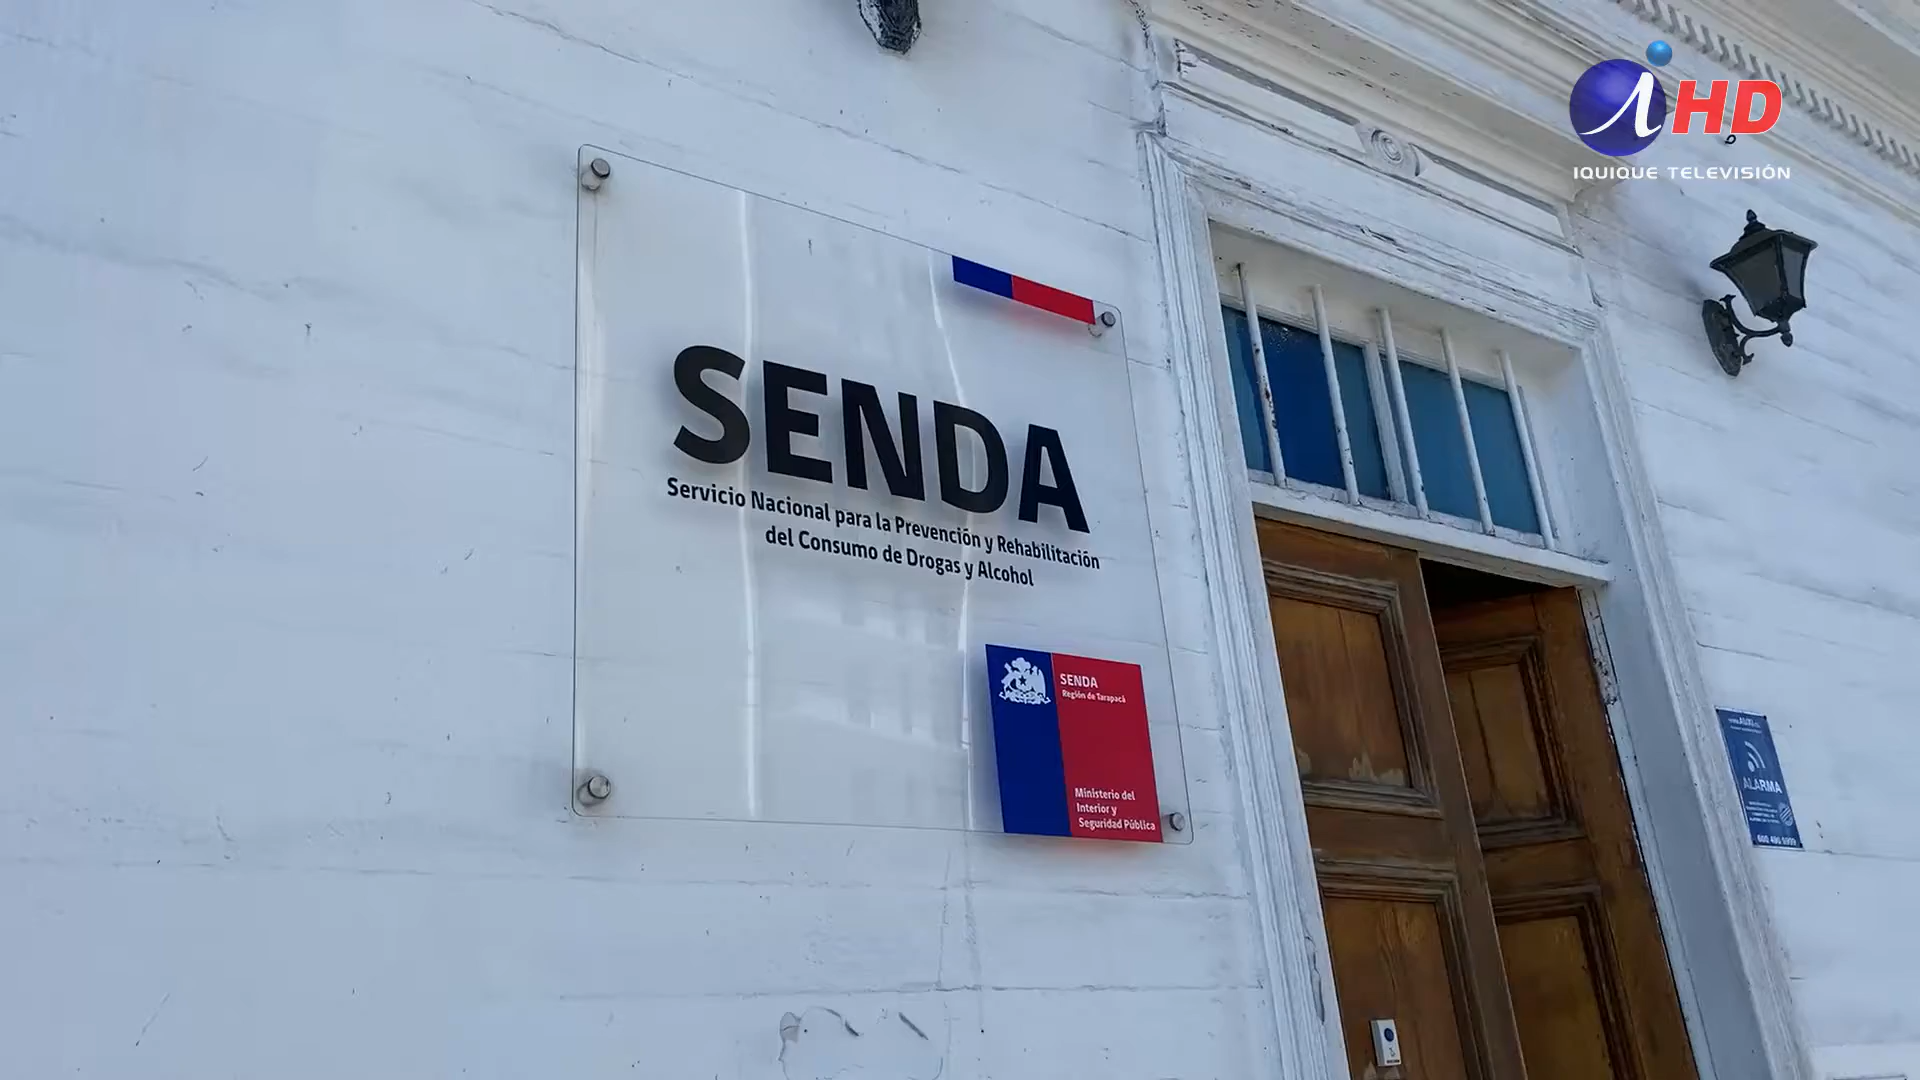 HD
IQUIQUE TELEVISIÓN
SENDA
Servicio Nacional para la Prevención y Rehabilitación
del Consumo de Drogas y Alcohol
SENDA
Región de Tarapacá
Ministerio del
Interior y
Seguridad Pública
ALARMA